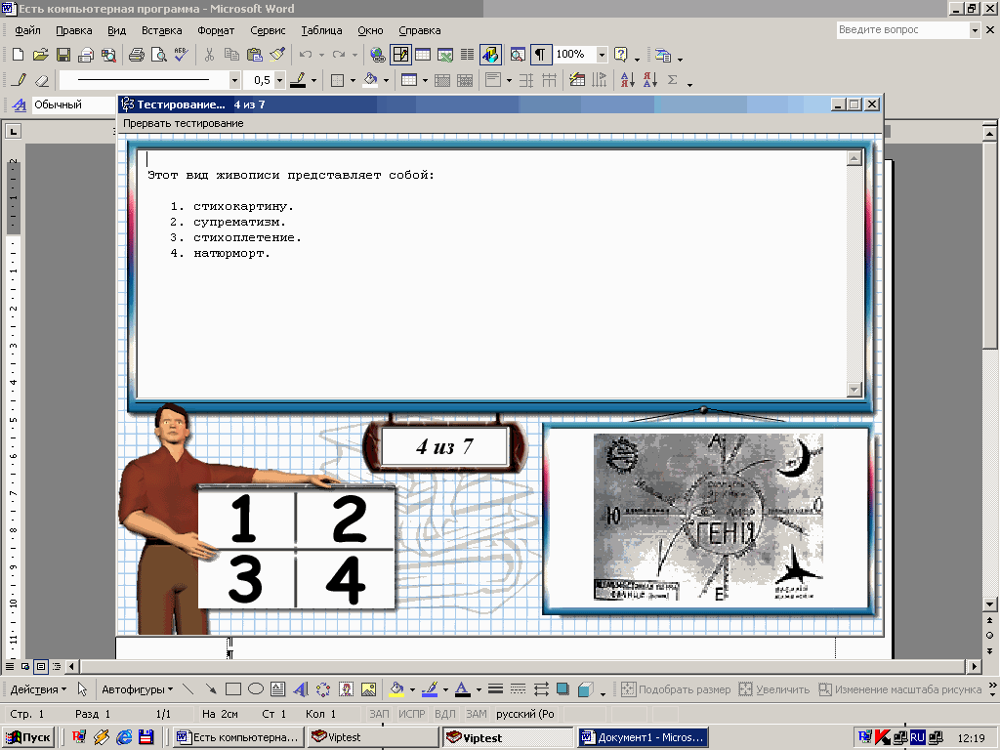 Есть компьютерная программа - Microsoft Word
Файл Правка Вид Вставка Формат Сервис Таблица Окно Справка
Введите вопрос
100%
0,5
Обычный
Тестирование... 4 из 7
Прервать тестирование
Этот вид живописи представляет собой:
1. стихокартину.
2. супрематизм.
3. стихоплетение.
4. натюрморт.
4 из 7
1 2
3 4
А
Ю
О
ГЕНІЯ
Е
Действия Автофигуры Подобрать размер Увеличить Изменение масштаба рисунка
Стр. 1 Разд 1 1/1 На 2см Ст 1 Кол 1 ЗАП ИСПР ВДЛ ЗАМ русский (Ро
Пуск Есть компьютерна... Viptest Viptest Документ1 - Micros... RU 12:19